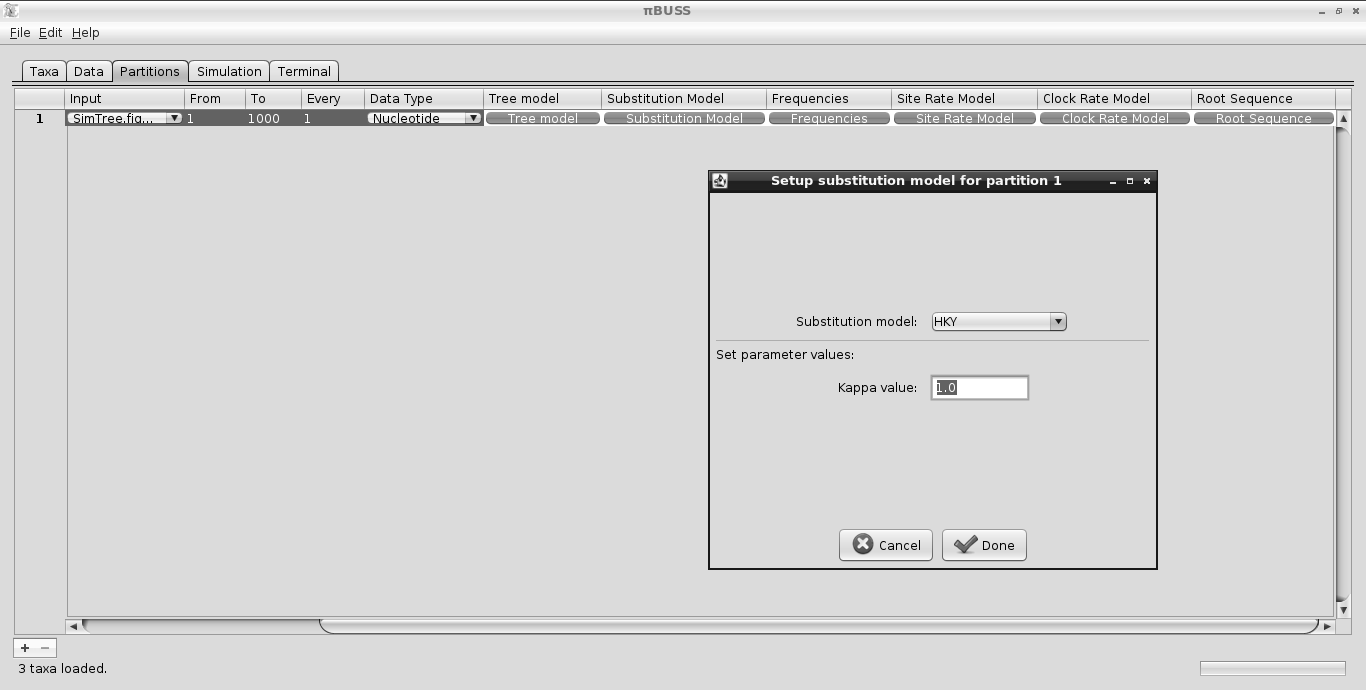 πBUSS
File Edit Help
Taxa Data Partitions Simulation Terminal
Input From To Every Data Type Tree model Substitution Model Frequencies Site Rate Model Clock Rate Model Root Sequence
1 SimTree.fig... 1 1000 1 Nucleotide Tree model Substitution Model Frequencies Site Rate Model Clock Rate Model Root Sequence
Setup substitution model for partition 1
Substitution model: HKY
Set parameter values:
Kappa value: 1.0
Cancel Done
3 taxa loaded.